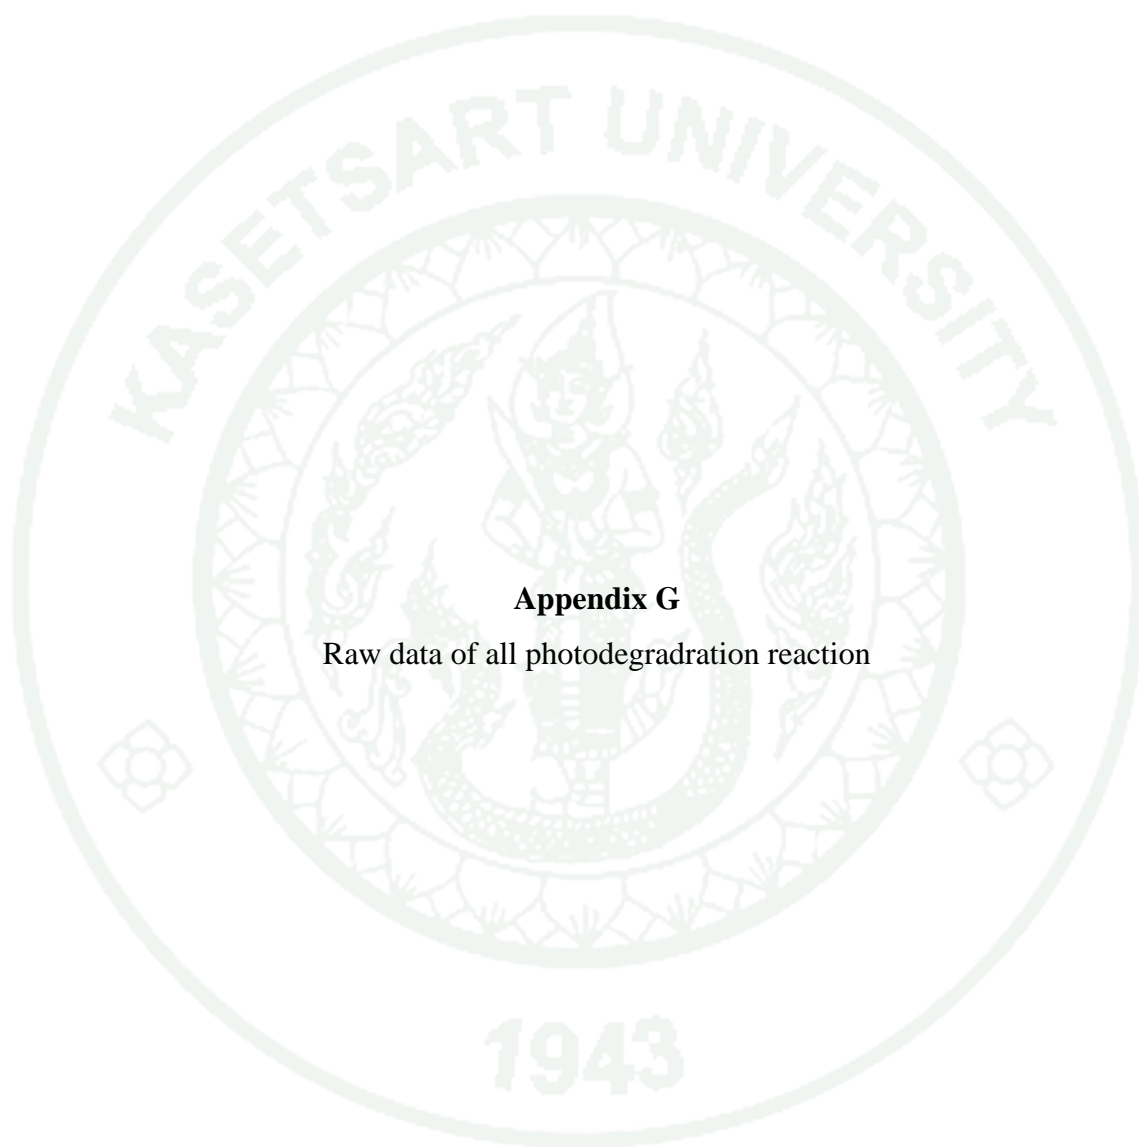 KASETSART UNIVERSITY
Appendix G
Raw data of all photodegradration reaction
1943